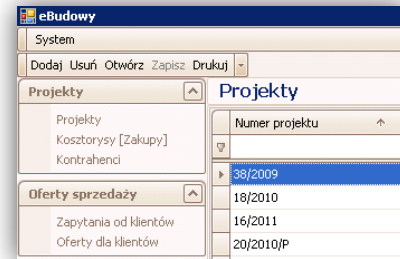 eBudowy
System
Dodaj Usuń Otwórz Zapisz Drukuj
Projekty
Projekty
Kosztorysy [Zakupy]
Kontrahenci
Oferty sprzedaży
Zapytania od klientów
Oferty dla klientów
Projekty
Numer projektu
38/2009
18/2010
16/2011
20/2010/P